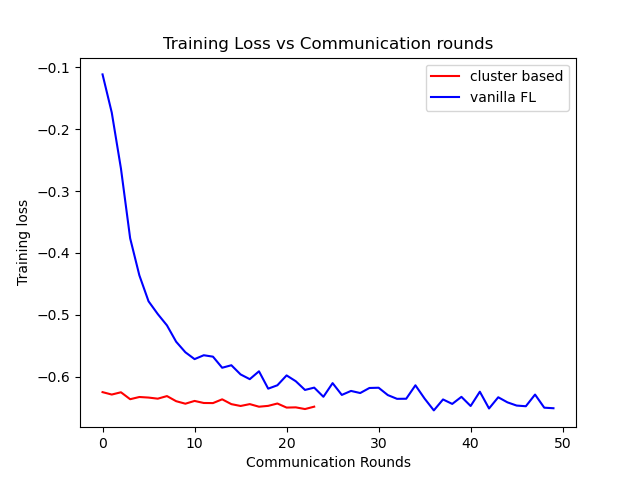 Training Loss vs Communication rounds
cluster based
vanilla FL
−0.1
−0.2
−0.3
−0.4
−0.5
−0.6
Training loss
0 10 20 30 40 50
Communication Rounds